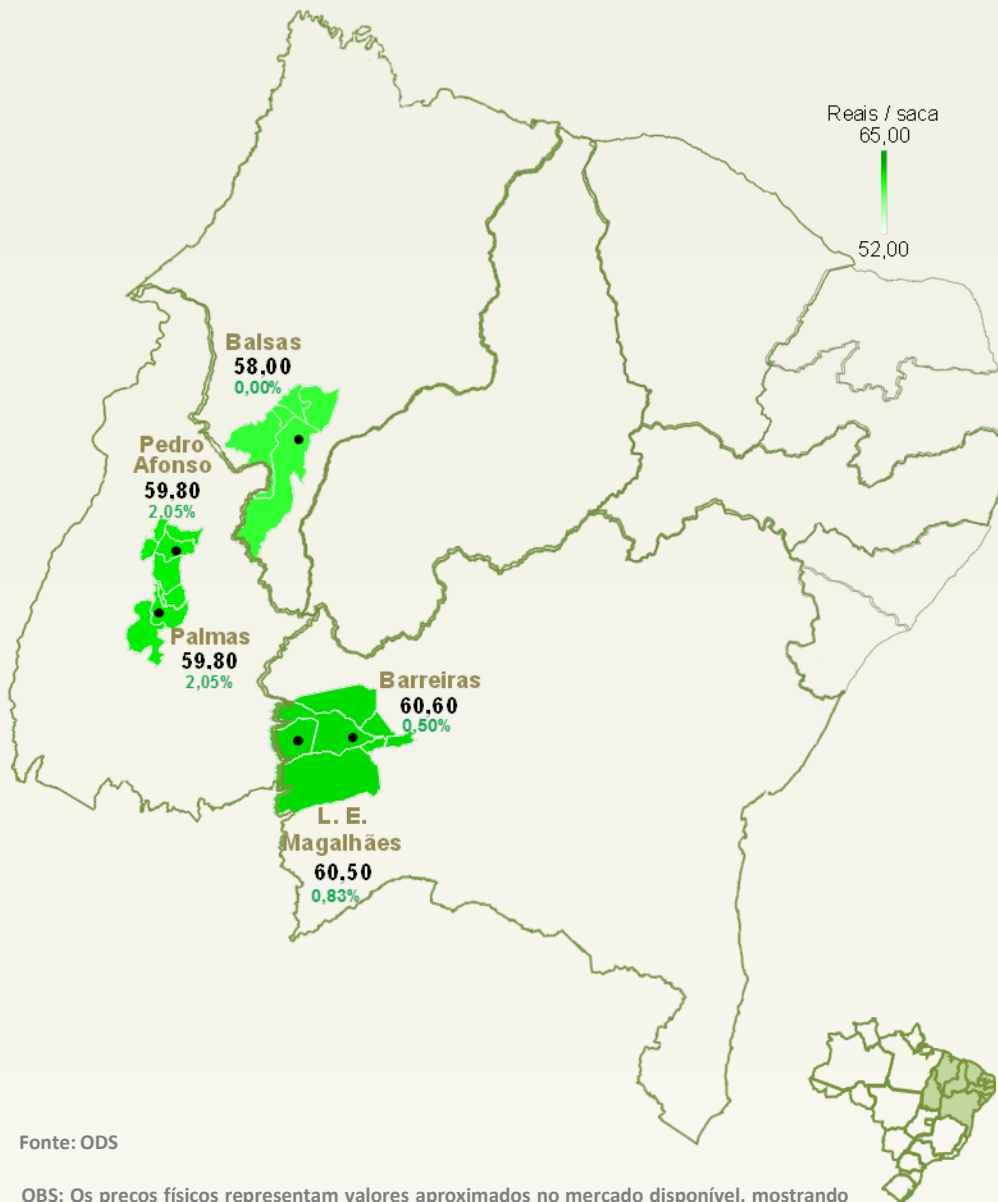 Reais / saca
65,00
52,00
Balsas
58,00
0,00%
Pedro
Afonso
59,80
2,05%
Palmas
59,80
2,05%
Barreiras
60,60
0,50%
L. E.
Magalhães
60,50
0,83%
Fonte: ODS
OBS: Os preços físicos representam valores aproximados no mercado disponível, mostrando